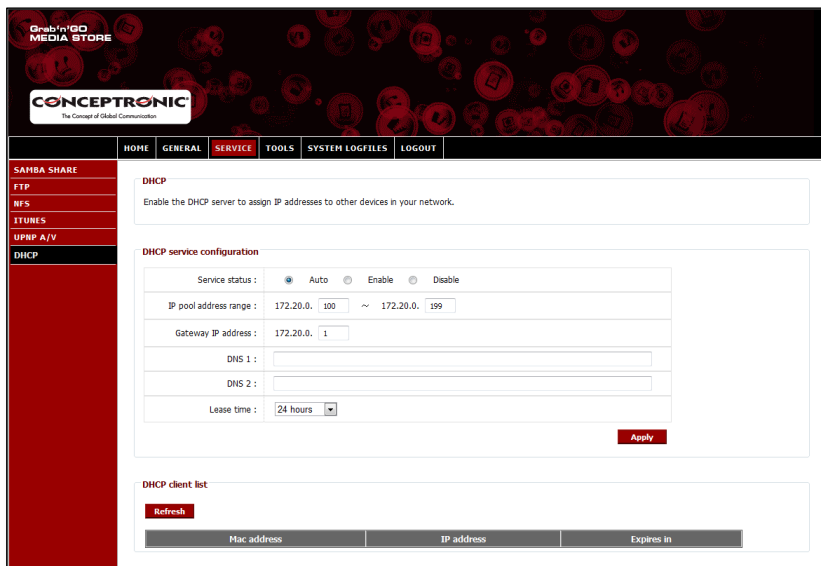 Grab'n'GO
MEDIA STORE
CONCEPTRONIC
The Concept of Global Communication
HOME GENERAL SERVICE TOOLS SYSTEM LOGFILES LOGOUT
SAMBA SHARE
FTP
NFS
ITUNES
UPNP A/V
DHCP
DHCP
Enable the DHCP server to assign IP addresses to other devices in your network.
DHCP service configuration
Service status : Auto Enable Disable
IP pool address range : 172.20.0. 100 ~ 172.20.0. 199
Gateway IP address : 172.20.0. 1
DNS 1 :
DNS 2 :
Lease time : 24 hours
Apply
DHCP client list
Refresh
Mac address IP address Expires in